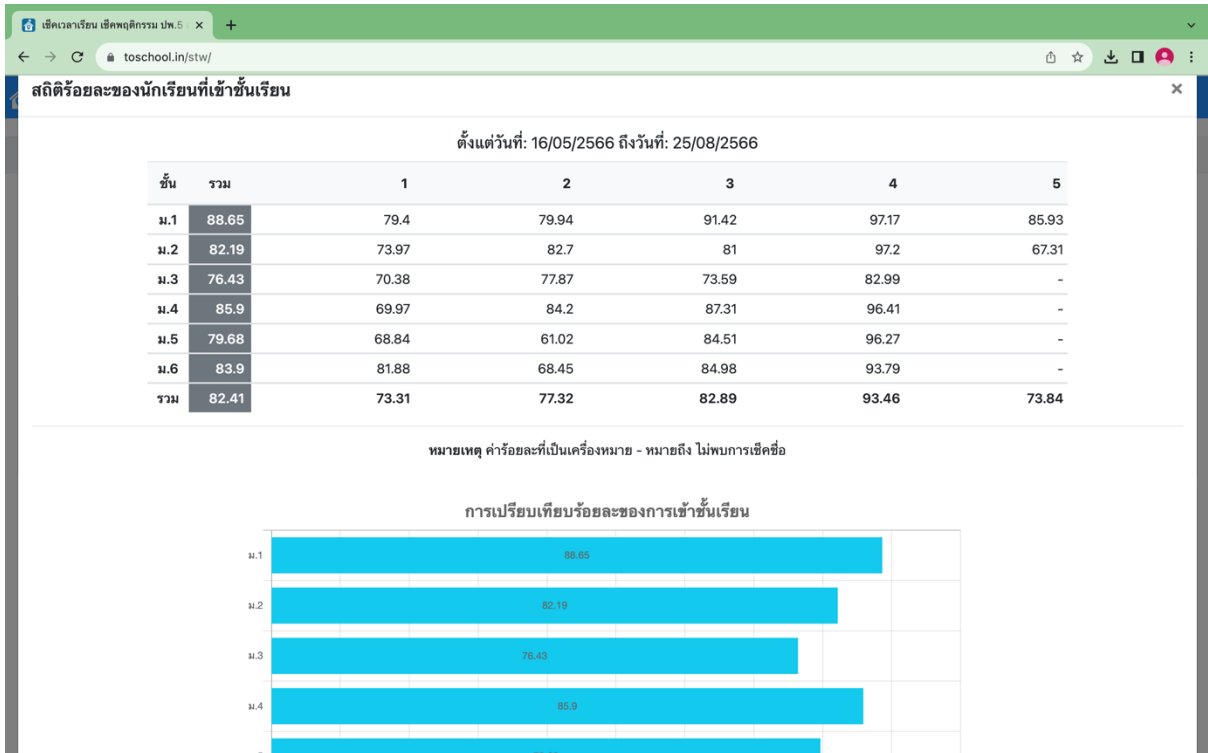 เช็คเวลาเรียน เช็คพฤติกรรม ปพ.5
toschool.in/stw/
สถิติร้อยละของนักเรียนที่เข้าชั้นเรียน
ตั้งแต่วันที่: 16/05/2566 ถึงวันที่: 25/08/2566
ชั้น รวม 1 2 3 4 5
ม.1 88.65 79.4 79.94 91.42 97.17 85.93
ม.2 82.19 73.97 82.7 81 97.2 67.31
ม.3 76.43 70.38 77.87 73.59 82.99 -
ม.4 85.9 69.97 84.2 87.31 96.41 -
ม.5 79.68 68.84 61.02 84.51 96.27 -
ม.6 83.9 81.88 68.45 84.98 93.79 -
รวม 82.41 73.31 77.32 82.89 93.46 73.84
หมายเหตุ ค่าร้อยละที่เป็นเครื่องหมาย - หมายถึง ไม่พบการเช็คชื่อ
การเปรียบเทียบร้อยละของการเข้าชั้นเรียน
ม.1 88.65
ม.2 82.19
ม.3 76.43
ม.4 85.9